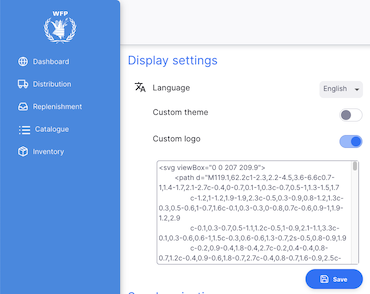 WFP
Dashboard
Distribution
Replenishment
Catalogue
Inventory
Display settings
Language
English
Custom theme
Custom logo
<svg viewBox="0 0 207 209.9">
<path d="M119.1,62.2c1-2.3,2.2-4.5,3.6-6.6c0.7-
1,1.4-1.7,2.1-2.7c-0.4,0-0.7,0.1-1,0.3c-0.7,0.5-1,1.3-1.5,1.7
c-1.2,1-1.2,1.9-1.9,2.3c-0.5,0.3-0.9,0.8-1.2,1.3c-
0.3,0.5-0.6,1-0.7,1.6c-0.1,0.3-0.3,0-0.8,0.7c-0.6,0.9-1,1.9-
1.2,2.9
c-0.1,0.3-0.7,0.5-1.1,1.2c-0.5,1-0.9,2.1-1.1,3.3c-
0.1,0.3-0.6,0.6-1,1.5c-0.3,0.6-0.6,1.3-0.7,2s-0.5,0.8-0.9,1.9
c-0.2,0.9-0.4,1.8-0.4,2.7c-0.2,0.4-0.4,0.8-
0.7,1.2c-0.4,0.9-0.6,1.8-0.7,2.7c-0.4,0.8-0.7,1.6-0.9,2.5c-
Save